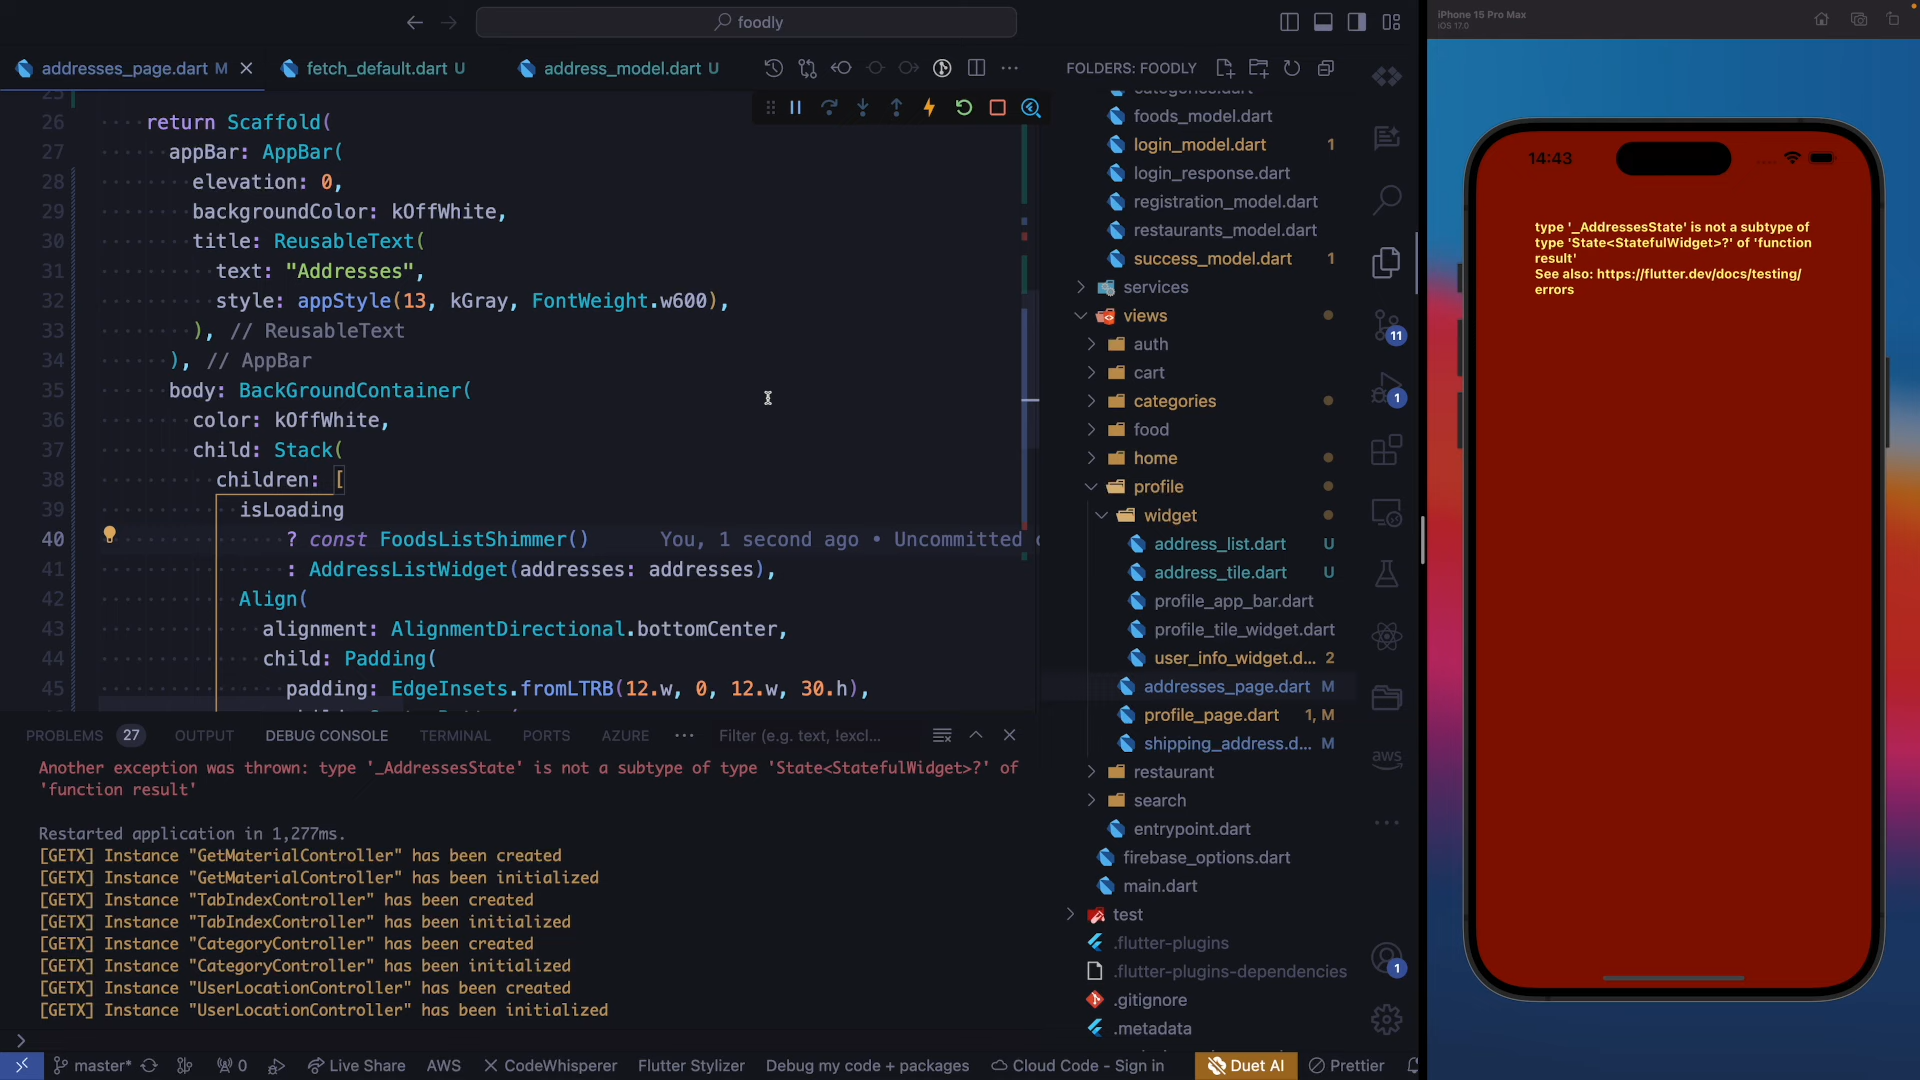 foodly
addresses_page.dart M
fetch_default.dart U
address_model.dart U
25
26 return Scaffold(
27 appBar: AppBar(
28 elevation: 0,
29 backgroundColor: kOffWhite,
30 title: ReusableText(
31 text: "Addresses",
32 style: appStyle(13, kGray, FontWeight.w600),
33 ), // ReusableText
34 ), // AppBar
35 body: BackGroundContainer(
36 color: kOffWhite,
37 child: Stack(
38 children: [
39 isLoading
40 ? const FoodsListShimmer() You, 1 second ago • Uncommitted
41 : AddressListWidget(addresses: addresses),
42 Align(
43 alignment: AlignmentDirectional.bottomCenter,
44 child: Padding(
45 padding: EdgeInsets.fromLTRB(12.w, 0, 12.w, 30.h),
PROBLEMS 27 OUTPUT DEBUG CONSOLE TERMINAL PORTS AZURE ··· Filter (e.g. text, !excl...
Another exception was thrown: type '_AddressesState' is not a subtype of type 'State<StatefulWidget>?' of
'function result'
Restarted application in 1,277ms.
[GETX] Instance "GetMaterialController" has been created
[GETX] Instance "GetMaterialController" has been initialized
[GETX] Instance "TabIndexController" has been created
[GETX] Instance "TabIndexController" has been initialized
[GETX] Instance "CategoryController" has been created
[GETX] Instance "CategoryController" has been initialized
[GETX] Instance "UserLocationController" has been created
[GETX] Instance "UserLocationController" has been initialized
master* 0 Live Share AWS CodeWhisperer Flutter Stylizer Debug my code + packages Cloud Code - Sign in Duet AI Prettier
FOLDERS: FOODLY
categories.dart
foods_model.dart
login_model.dart 1
login_response.dart
registration_model.dart
restaurants_model.dart
success_model.dart 1
services
views
auth
cart
categories
food
home
profile
widget
address_list.dart U
address_tile.dart U
profile_app_bar.dart
profile_tile_widget.dart
user_info_widget.d... 2
addresses_page.dart M
profile_page.dart 1, M
shipping_address.d... M
restaurant
search
entrypoint.dart
firebase_options.dart
main.dart
test
.flutter-plugins
.flutter-plugins-dependencies
.gitignore
.metadata
11
1
aws
1
iPhone 15 Pro Max
iOS 17.0
14:43
type '_AddressesState' is not a subtype of
type 'State<StatefulWidget>?' of 'function
result'
See also: https://flutter.dev/docs/testing/
errors